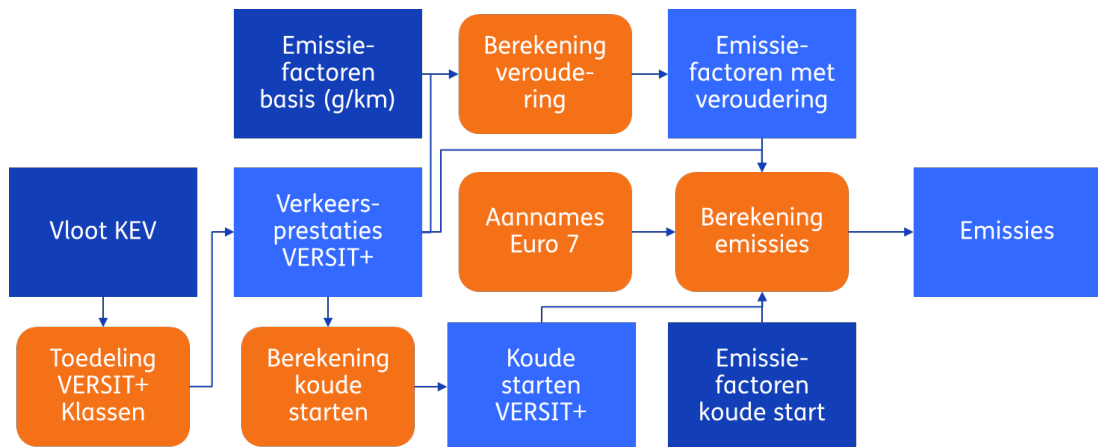 Emissie-
factoren
basis (g/km)
Berekening
veroude-
ring
Emissie-
factoren met
veroudering
Vloot KEV
Verkeers-
prestaties
VERSIT+
Aannames
Euro 7
Berekening
emissies
Emissies
Toedeling
VERSIT+
Klassen
Berekening
koude
starten
Koude
starten
VERSIT+
Emissie-
factoren
koude start